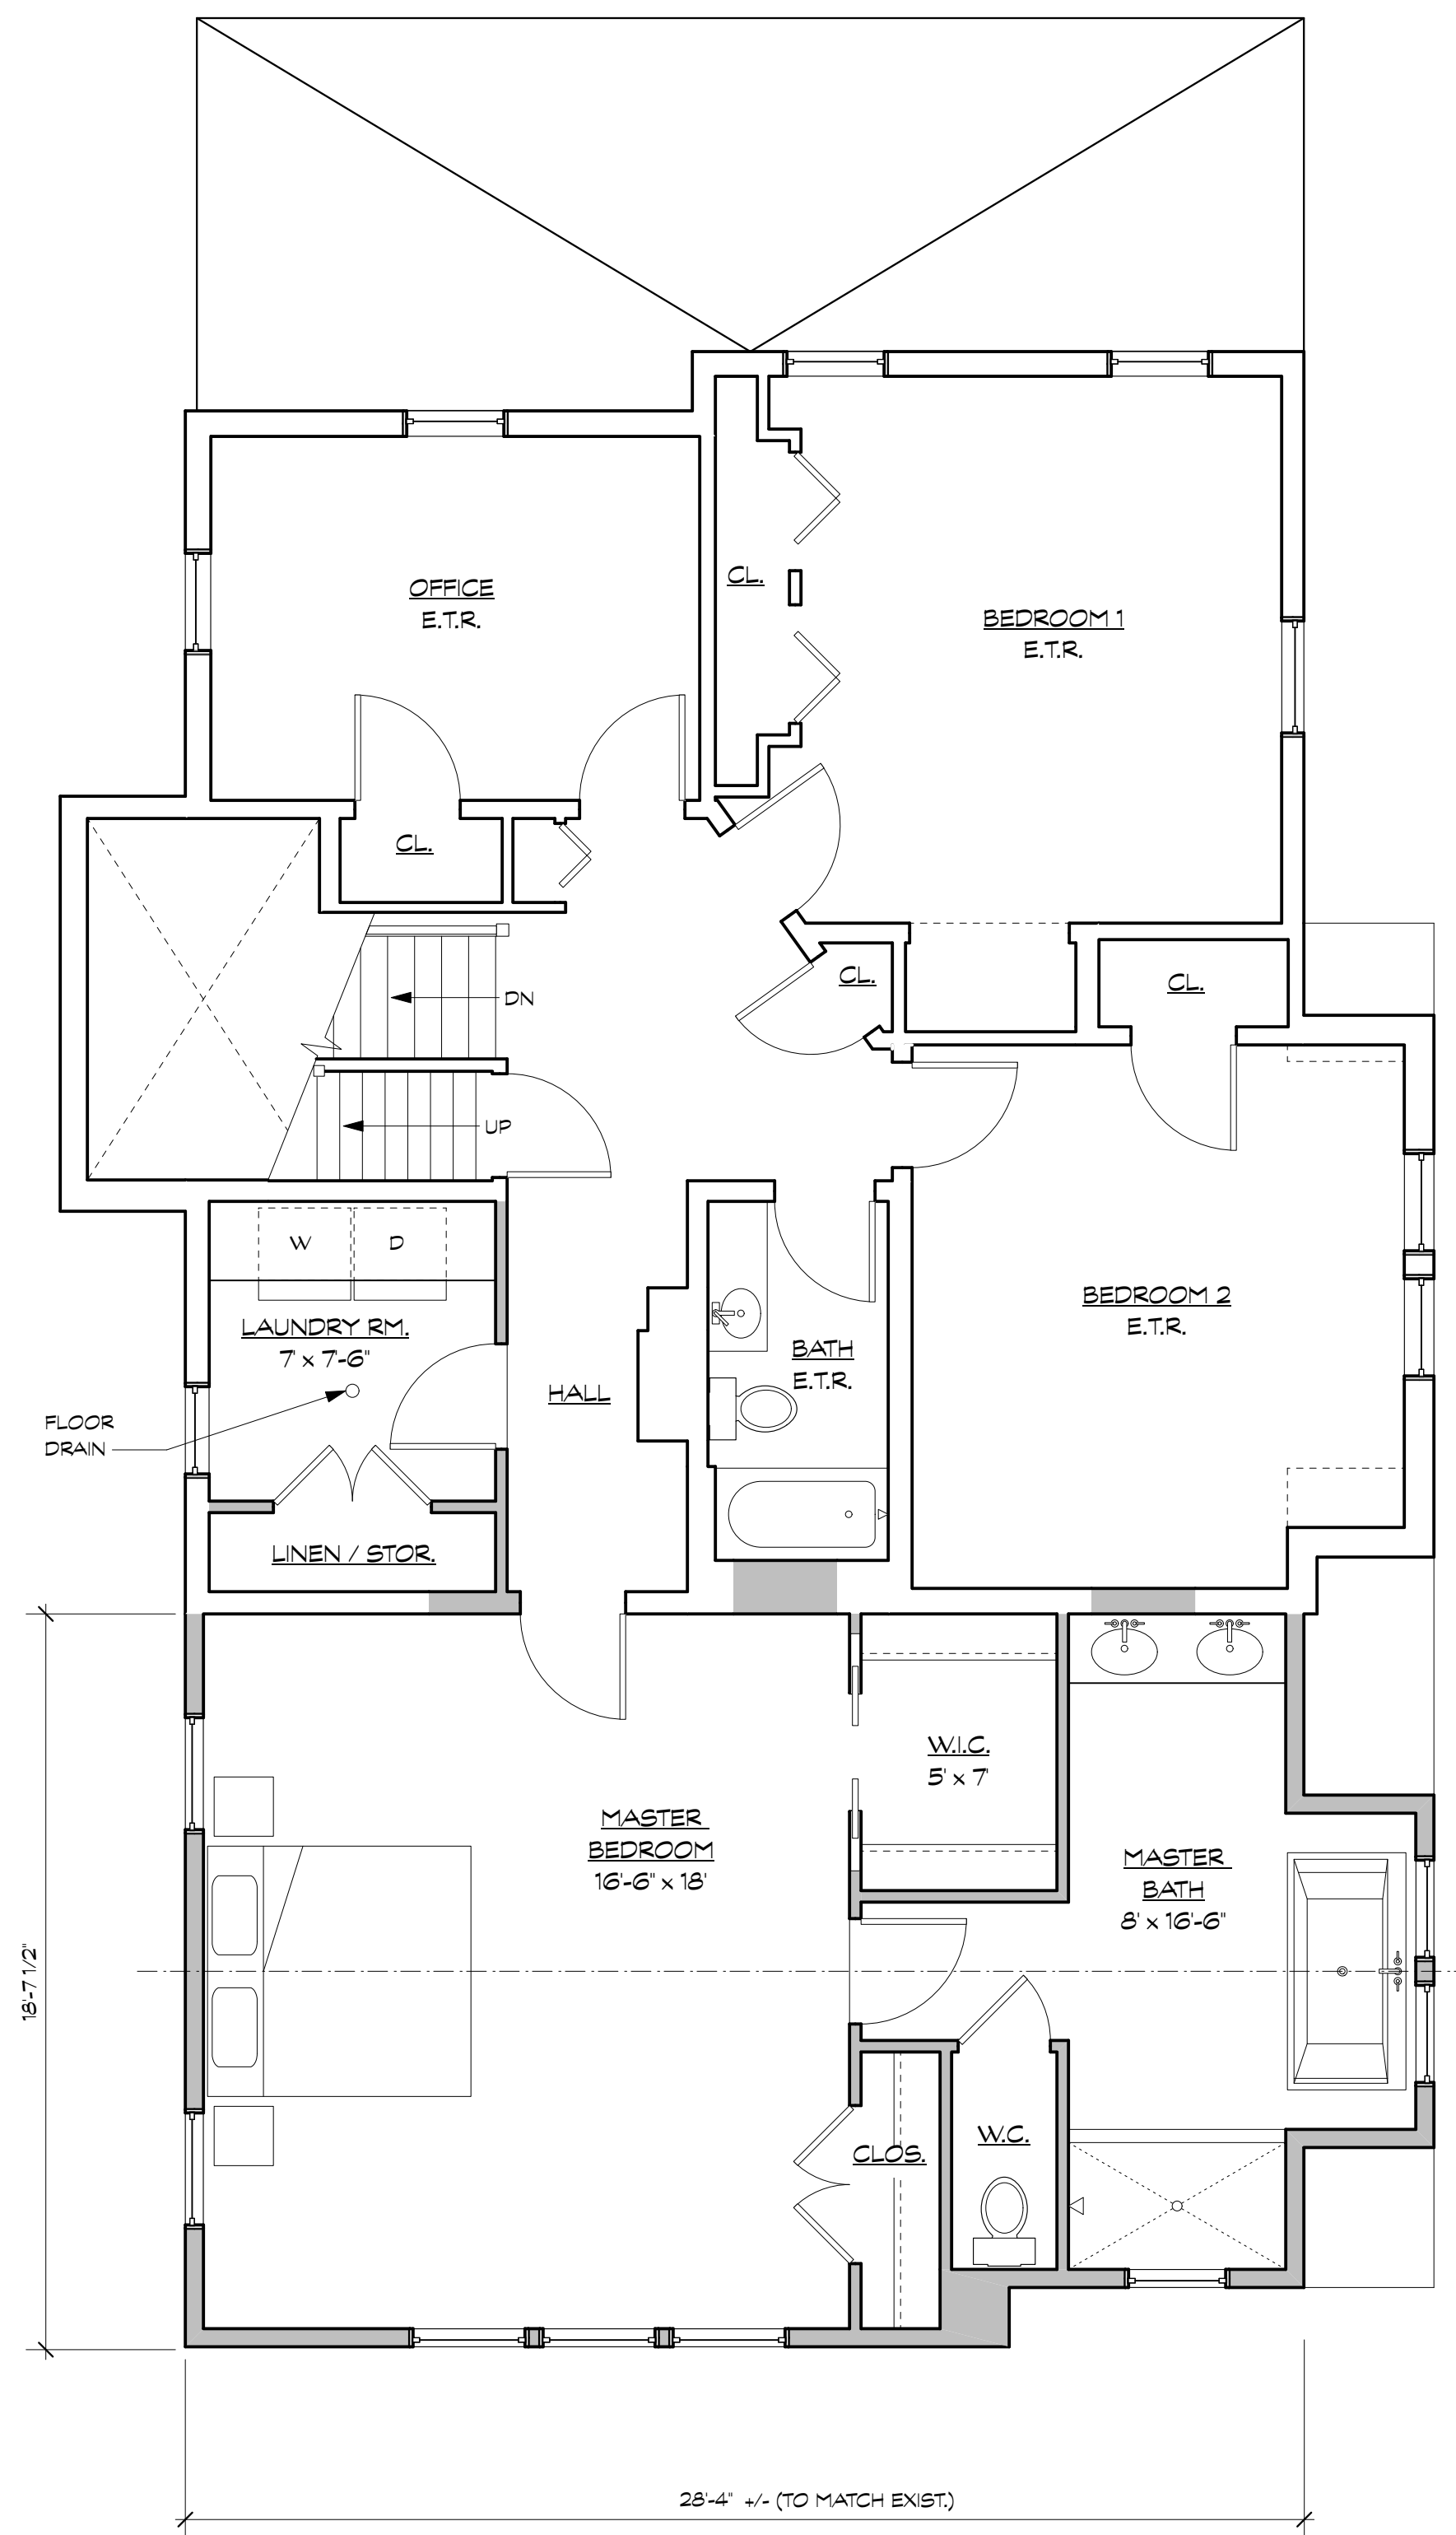 OFFICE
E.T.R.
CL.
BEDROOM 1
E.T.R.
CL.
CL.
CL.
DN
UP
W
D
LAUNDRY RM.
7' x 7'-6"
FLOOR
DRAIN
HALL
BATH
E.T.R.
BEDROOM 2
E.T.R.
LINEN / STOR.
W.I.C.
5' x 7'
MASTER
BEDROOM
16'-6" x 18'
MASTER
BATH
8' x 16'-6"
18'-7 1/2"
W.C.
CLOS.
28'-4" +/- (TO MATCH EXIST.)